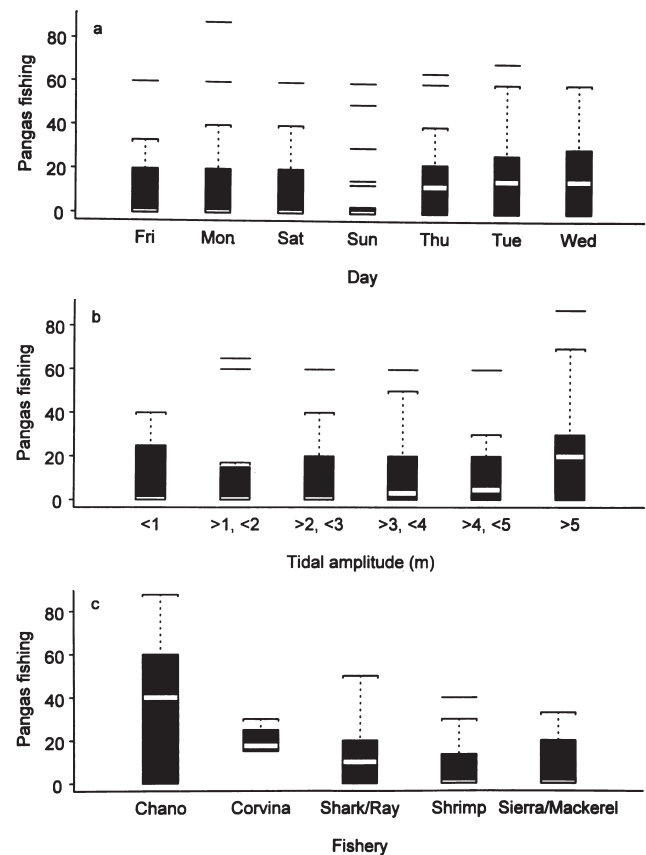 a
80
60
40
20
0
Pangas fishing
Fri Mon Sat Sun Thu Tue Wed
Day
b
80
60
40
20
0
Pangas fishing
<1 >1, <2 >2, <3 >3, <4 >4, <5 >5
Tidal amplitude (m)
c
80
60
40
20
0
Pangas fishing
Chano Corvina Shark/Ray Shrimp Sierra/Mackerel
Fishery